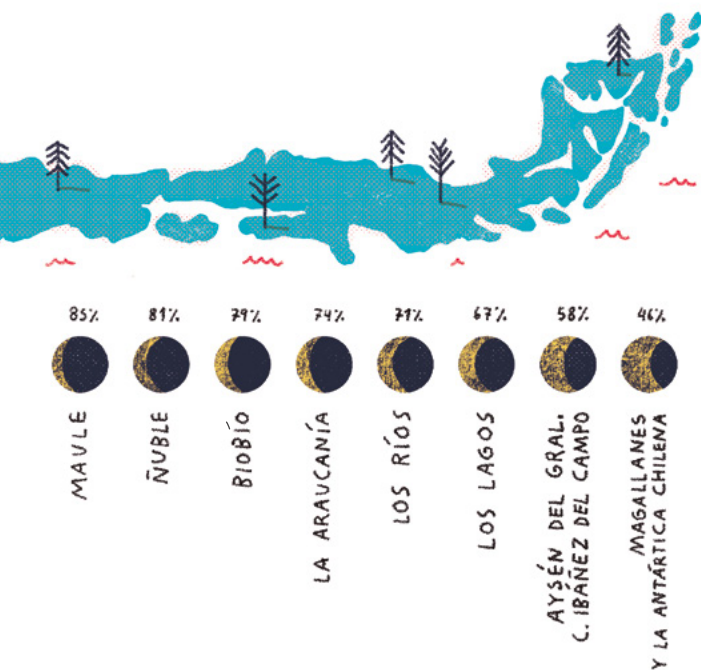 85%
81%
79%
74%
71%
67%
58%
46%
MAULE
ÑUBLE
BIOBÍO
LA ARAUCANÍA
LOS RÍOS
LOS LAGOS
AYSÉN DEL GRAL.
C. IBÁÑEZ DEL CAMPO
MAGALLANES
Y LA ANTÁRTICA CHILENA